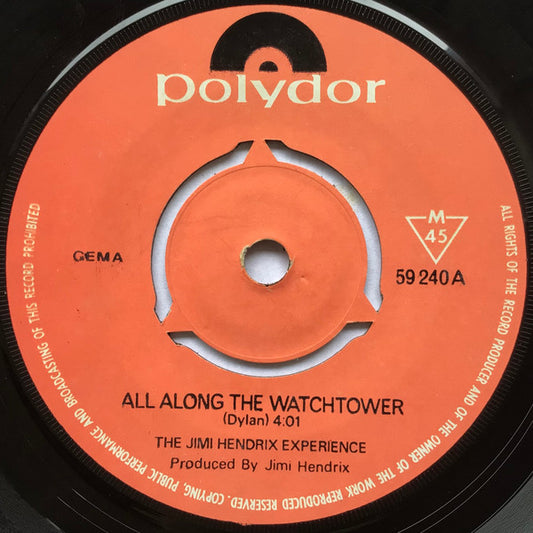 polydor
GEMA
M
45
59 240 A
ALL ALONG THE WATCHTOWER
(Dylan) 4:01
THE JIMI HENDRIX EXPERIENCE
Produced By Jimi Hendrix
ALL RIGHTS OF THE RECORD PRODUCER AND OF THE OWNER OF THE WORK REPRODUCED RESERVED. COPYING, PUBLIC PERFORMANCE AND BROADCASTING OF THIS RECORD PROHIBITED